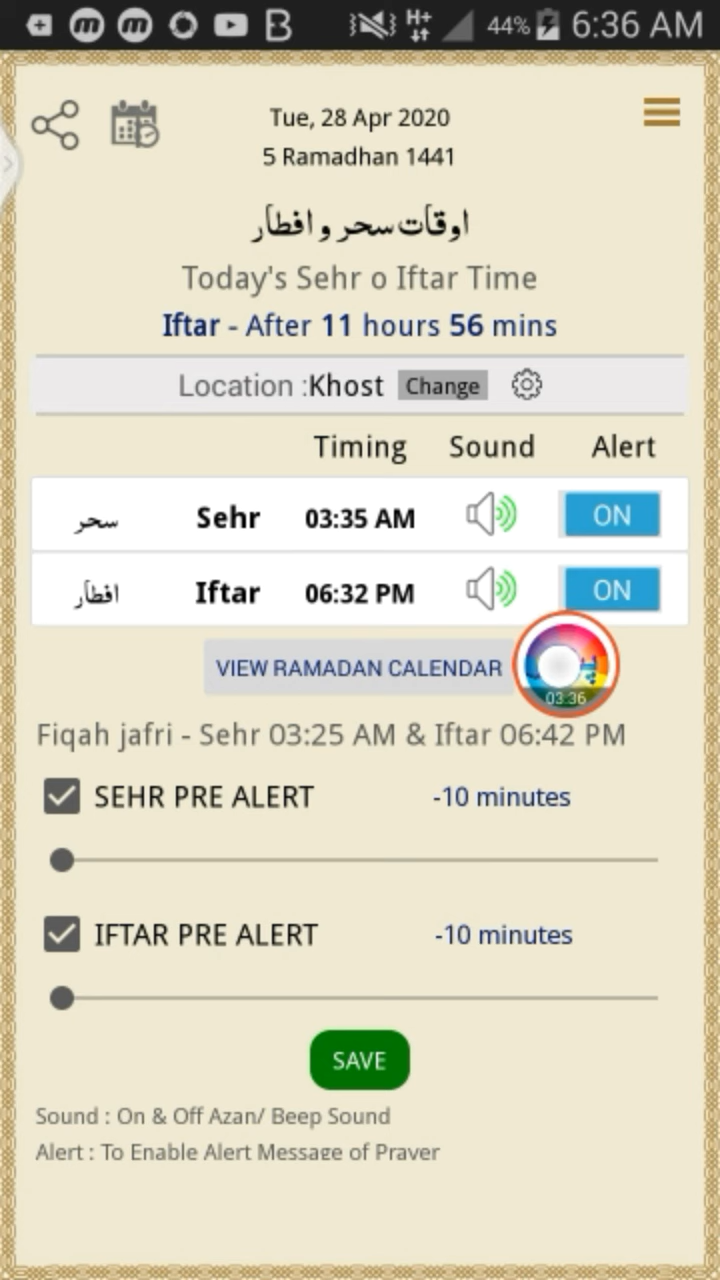 H+ 44% 6:36 AM
Tue, 28 Apr 2020
5 Ramadhan 1441
اوقات سحر و افطار
Today's Sehr o Iftar Time
Iftar - After 11 hours 56 mins
Location :Khost Change
Timing Sound Alert
سحر Sehr 03:35 AM ON
افطار Iftar 06:32 PM ON
VIEW RAMADAN CALENDAR
03:36
Fiqah jafri - Sehr 03:25 AM & Iftar 06:42 PM
SEHR PRE ALERT -10 minutes
IFTAR PRE ALERT -10 minutes
SAVE
Sound : On & Off Azan/ Beep Sound
Alert : To Enable Alert Message of Prayer